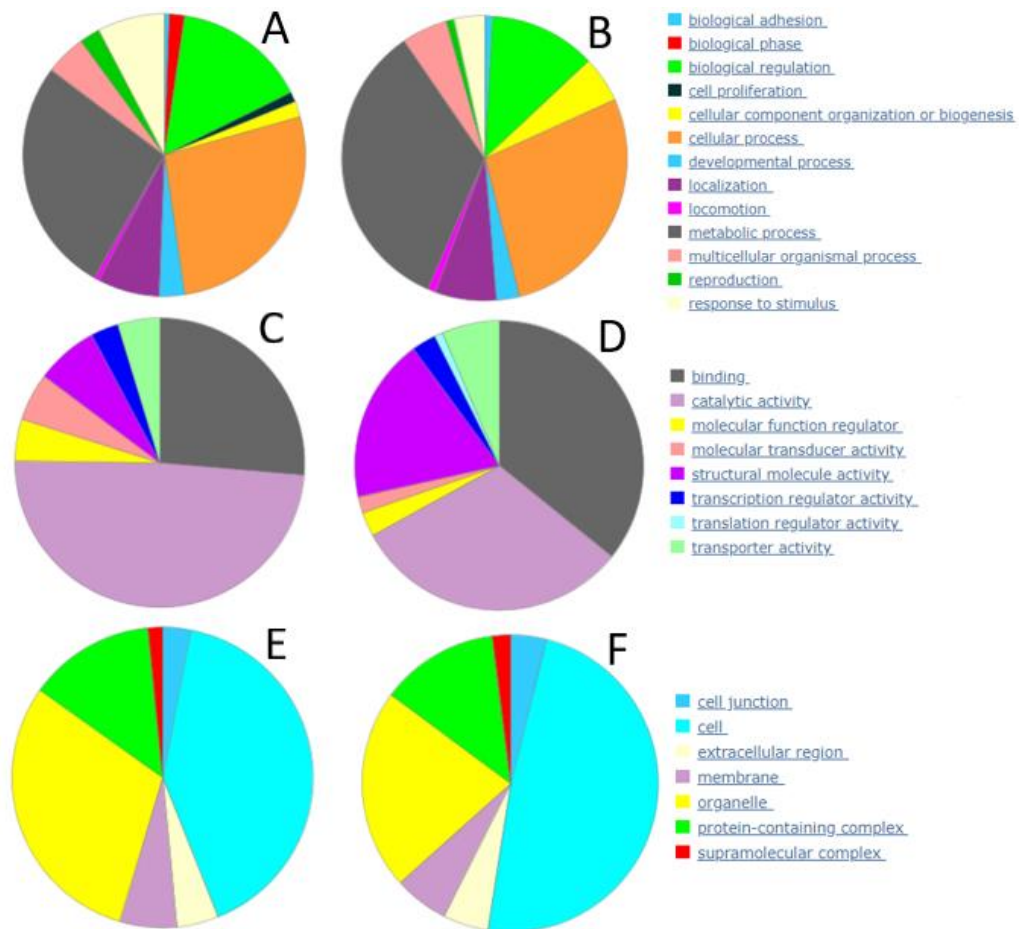 A
B
biological adhesion
biological phase
biological regulation
cell proliferation
cellular component organization or biogenesis
cellular process
developmental process
localization
locomotion
metabolic process
multicellular organismal process
reproduction
response to stimulus
C
D
binding
catalytic activity
molecular function regulator
molecular transducer activity
structural molecule activity
transcription regulator activity
translation regulator activity
transporter activity
E
F
cell junction
cell
extracellular region
membrane
organelle
protein-containing complex
supramolecular complex